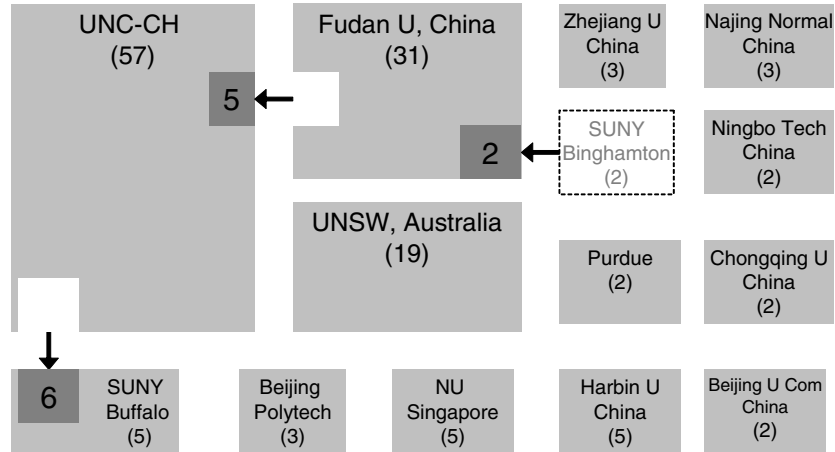 UNC-CH
(57)
5
Fudan U, China
(31)
2
Zhejiang U
China
(3)
Najing Normal
China
(3)
SUNY
Binghamton
(2)
Ningbo Tech
China
(2)
UNSW, Australia
(19)
Purdue
(2)
Chongqing U
China
(2)
6
SUNY
Buffalo
(5)
Beijing
Polytech
(3)
NU
Singapore
(5)
Harbin U
China
(5)
Beijing U Com
China
(2)